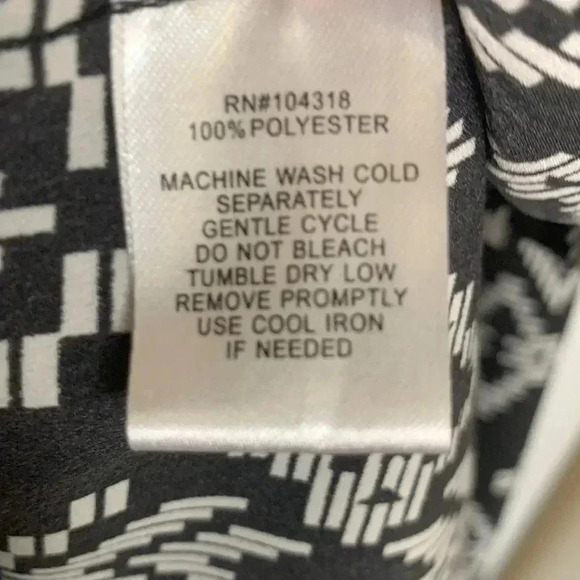 RN#104318
100% POLYESTER
MACHINE WASH COLD
SEPARATELY
GENTLE CYCLE
DO NOT BLEACH
TUMBLE DRY LOW
REMOVE PROMPTLY
USE COOL IRON
IF NEEDED